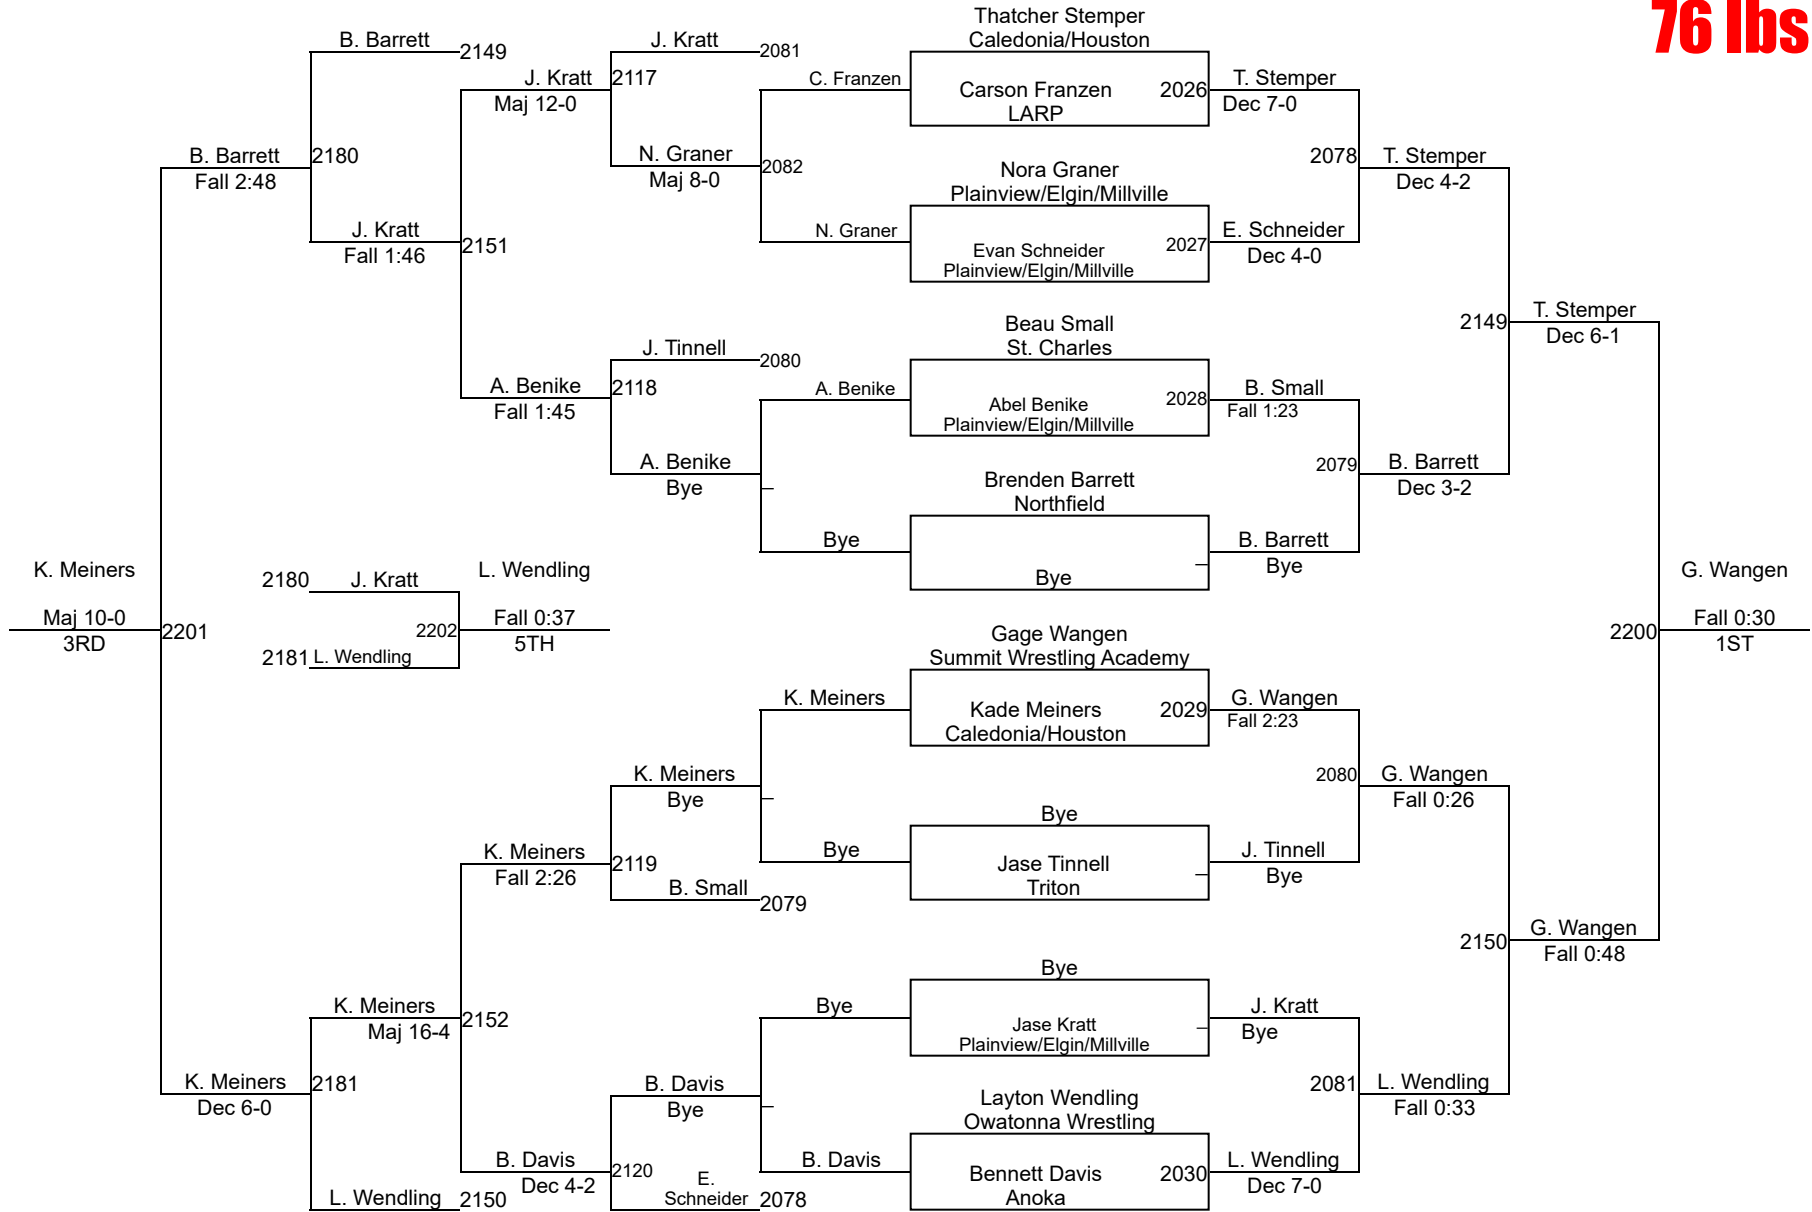 76 lbs
Thatcher Stemper
Caledonia/Houston
B. Barrett
2149
J. Kratt
2081
J. Kratt
2117
Maj 12-0
C. Franzen
Carson Franzen
2026
LARP
T. Stemper
Dec 7-0
B. Barrett
2180
Fall 2:48
N. Graner
2082
Maj 8-0
Nora Graner
Plainview/Elgin/Millville
2078
T. Stemper
Dec 4-2
J. Kratt
2151
Fall 1:46
N. Graner
Evan Schneider
2027
Plainview/Elgin/Millville
E. Schneider
Dec 4-0
Beau Small
St. Charles
2149
T. Stemper
Dec 6-1
J. Tinnell
2080
A. Benike
2118
Fall 1:45
A. Benike
Abel Benike
2028
Plainview/Elgin/Millville
B. Small
Fall 1:23
A. Benike
Bye
Brenden Barrett
Northfield
2079
B. Barrett
Dec 3-2
Bye
Bye
B. Barrett
Bye
K. Meiners
Maj 10-0
3RD
2201
2180
J. Kratt
2181
L. Wendling
2202
L. Wendling
Fall 0:37
5TH
Gage Wangen
Summit Wrestling Academy
2200
G. Wangen
Fall 0:30
1ST
K. Meiners
Kade Meiners
2029
Caledonia/Houston
G. Wangen
Fall 2:23
K. Meiners
Bye
Bye
2080
G. Wangen
Fall 0:26
K. Meiners
2119
Fall 2:26
Bye
Jase Tinnell
Triton
J. Tinnell
Bye
B. Small
2079
2150
G. Wangen
Fall 0:48
Bye
K. Meiners
2152
Maj 16-4
Bye
Jase Kratt
Plainview/Elgin/Millville
J. Kratt
Bye
K. Meiners
2181
Dec 6-0
B. Davis
Bye
Layton Wendling
Owatonna Wrestling
2081
L. Wendling
Fall 0:33
B. Davis
2120
Dec 4-2
B. Davis
Bennett Davis
2030
Anoka
L. Wendling
Dec 7-0
L. Wendling
2150
E.
Schneider
2078